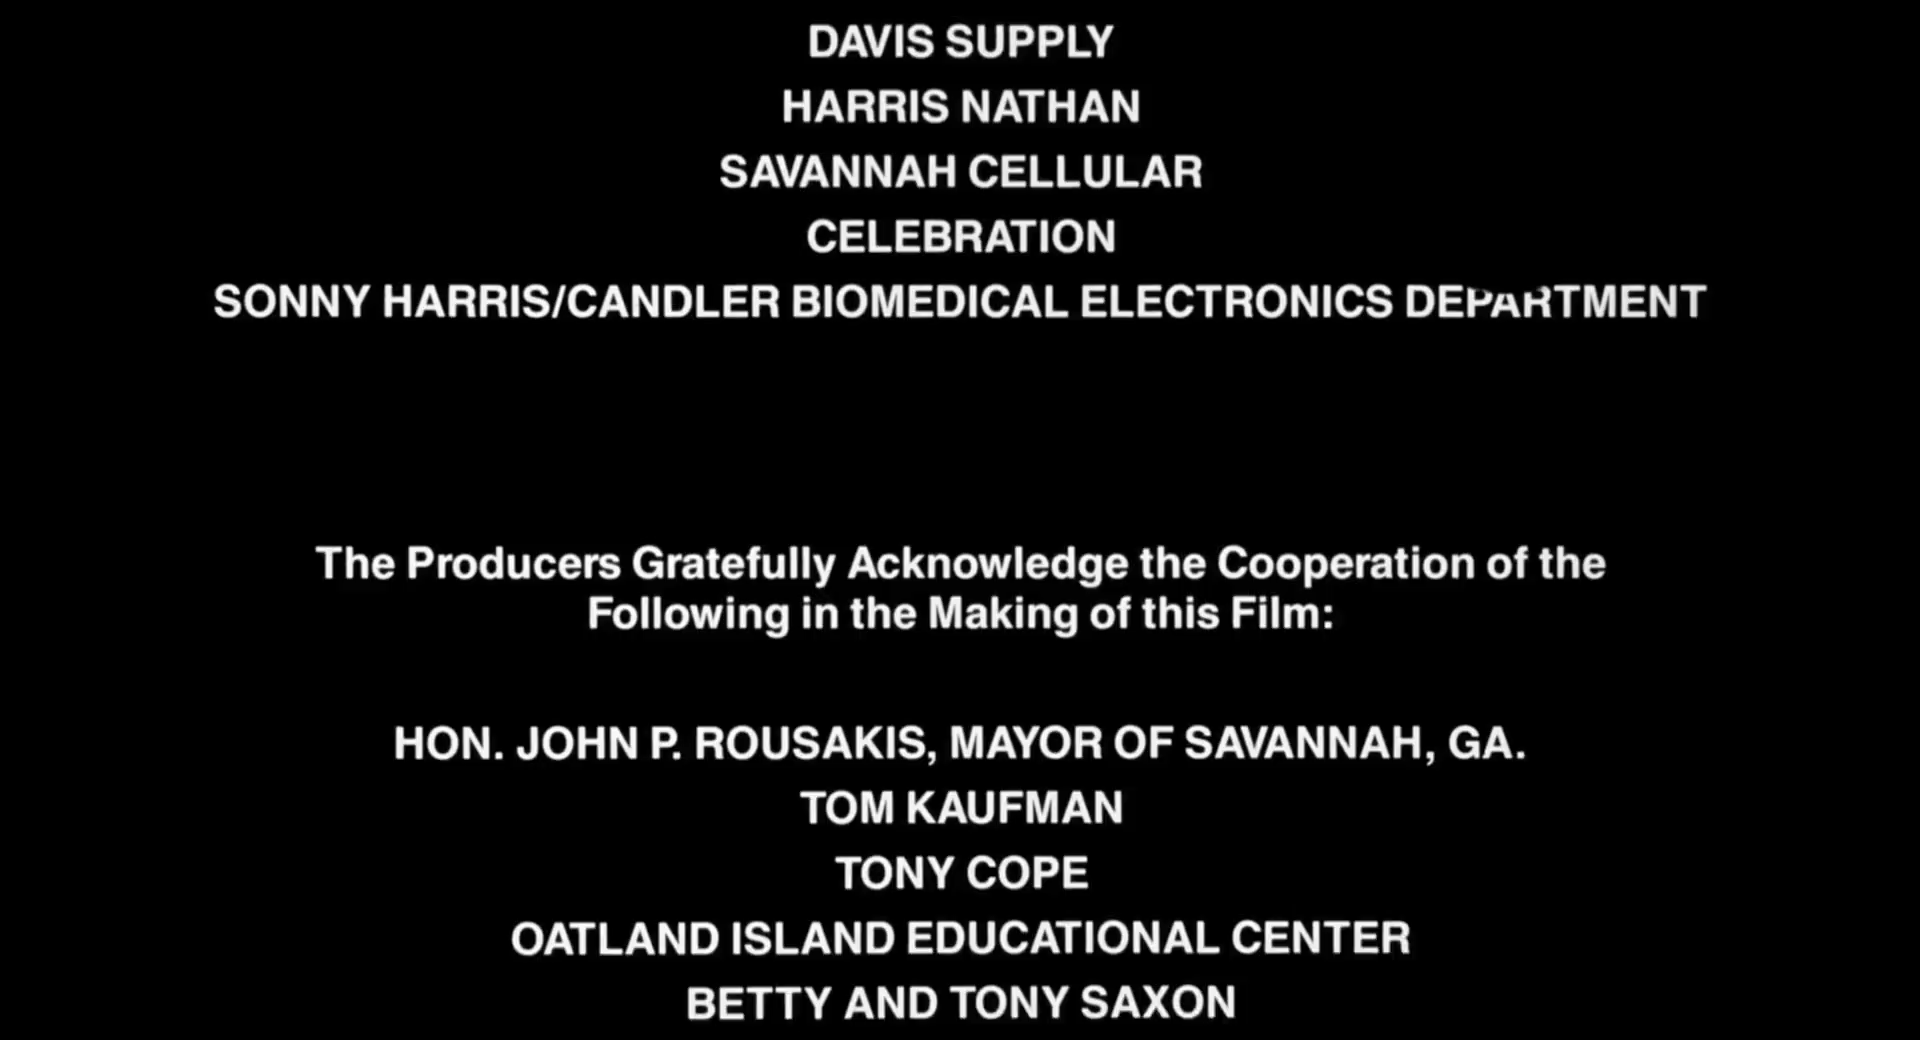 DAVIS SUPPLY
HARRIS NATHAN
SAVANNAH CELLULAR
CELEBRATION
SONNY HARRIS/CANDLER BIOMEDICAL ELECTRONICS DEPARTMENT
The Producers Gratefully Acknowledge the Cooperation of the
Following in the Making of this Film:
HON. JOHN P. ROUSAKIS, MAYOR OF SAVANNAH, GA.
TOM KAUFMAN
TONY COPE
OATLAND ISLAND EDUCATIONAL CENTER
BETTY AND TONY SAXON